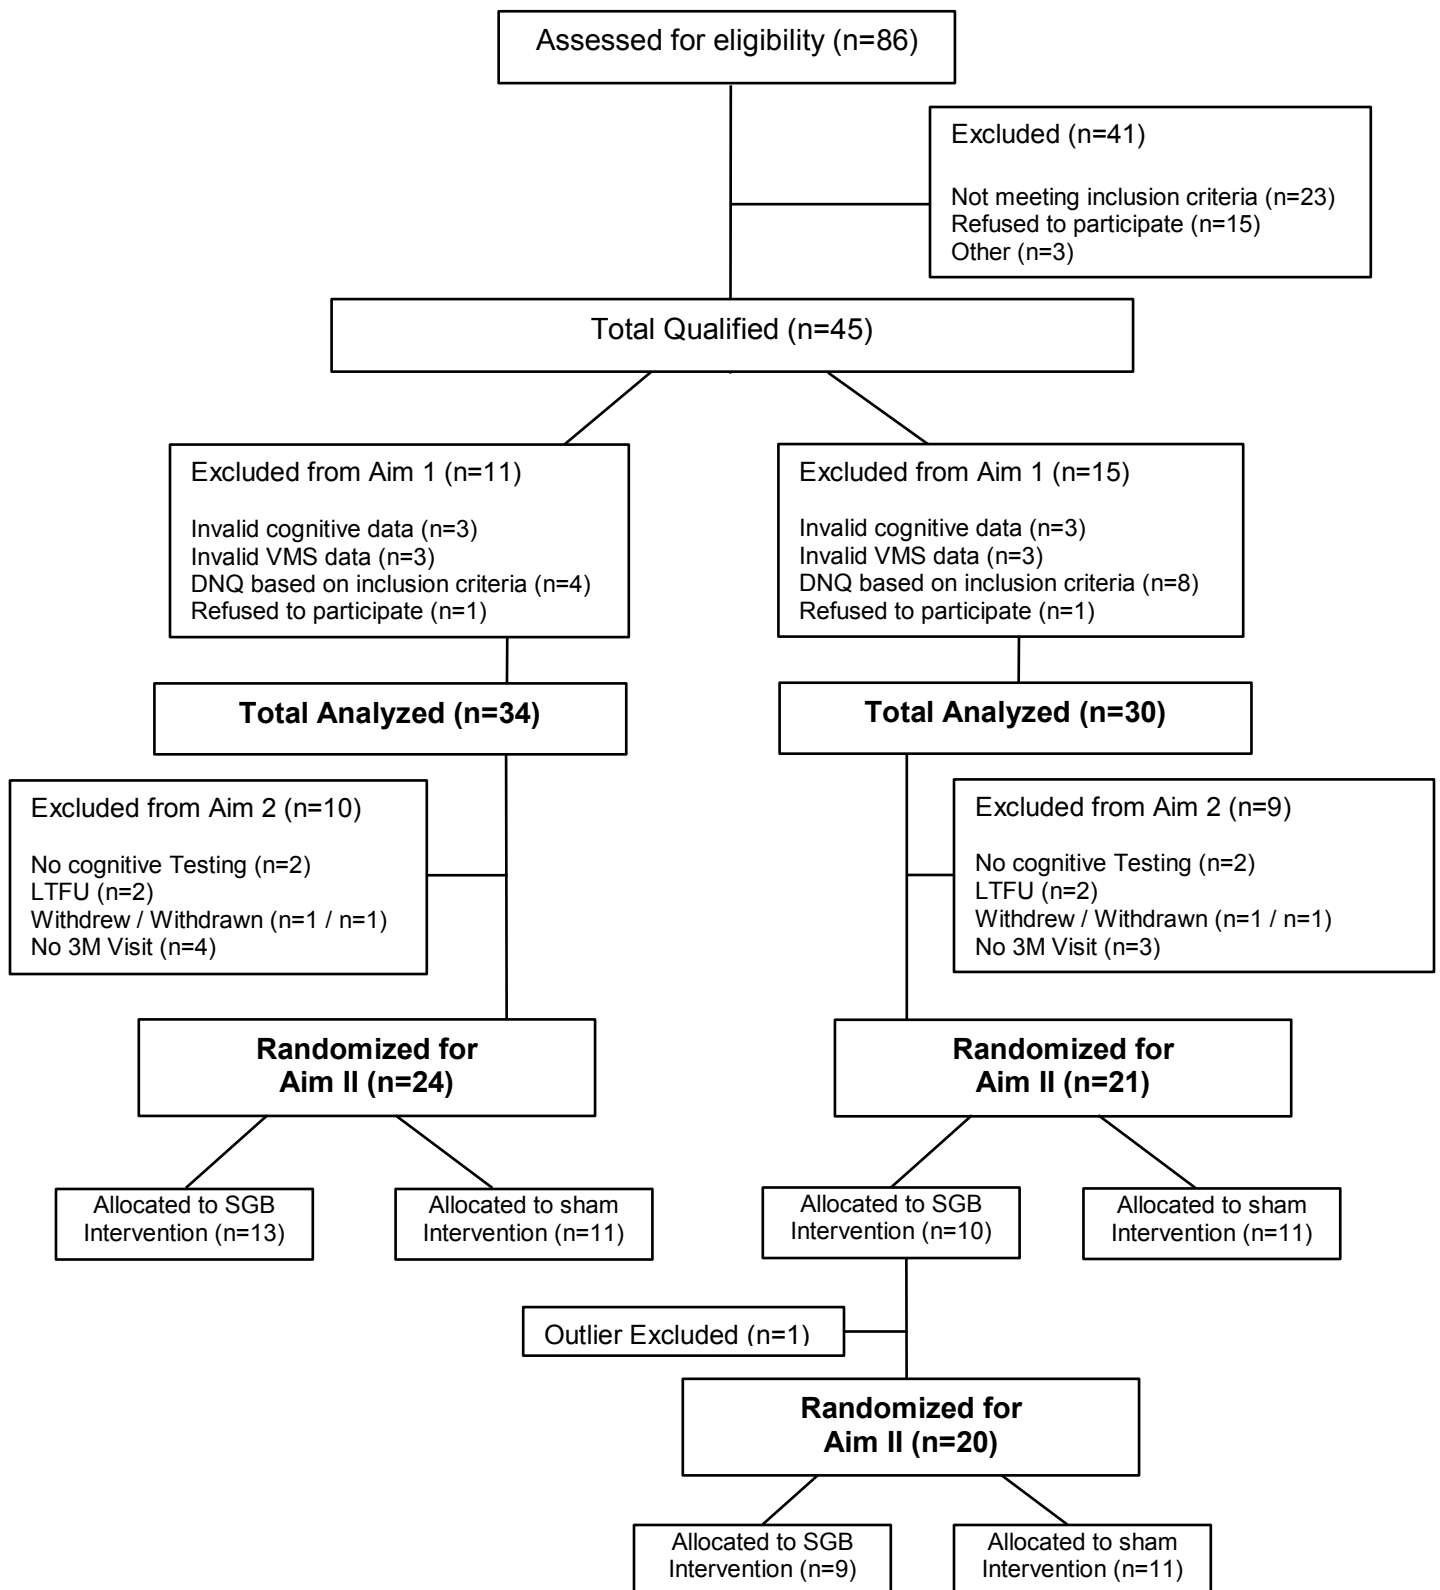 Assessed for eligibility (n=86)
Excluded (n=41)
Not meeting inclusion criteria (n=23)
Refused to participate (n=15)
Other (n=3)
Total Qualified (n=45)
Excluded from Aim 1 (n=11)
Invalid cognitive data (n=3)
Invalid VMS data (n=3)
DNQ based on inclusion criteria (n=4)
Refused to participate (n=1)
Excluded from Aim 1 (n=15)
Invalid cognitive data (n=3)
Invalid VMS data (n=3)
DNQ based on inclusion criteria (n=8)
Refused to participate (n=1)
Total Analyzed (n=34)
Total Analyzed (n=30)
Excluded from Aim 2 (n=10)
No cognitive Testing (n=2)
LTFU (n=2)
Withdrew / Withdrawn (n=1 / n=1)
No 3M Visit (n=4)
Excluded from Aim 2 (n=9)
No cognitive Testing (n=2)
LTFU (n=2)
Withdrew / Withdrawn (n=1 / n=1)
No 3M Visit (n=3)
Randomized for
Aim II (n=24)
Randomized for
Aim II (n=21)
Allocated to SGB
Intervention (n=13)
Allocated to sham
Intervention (n=11)
Allocated to SGB
Intervention (n=10)
Allocated to sham
Intervention (n=11)
Outlier Excluded (n=1)
Randomized for
Aim II (n=20)
Allocated to SGB
Intervention (n=9)
Allocated to sham
Intervention (n=11)